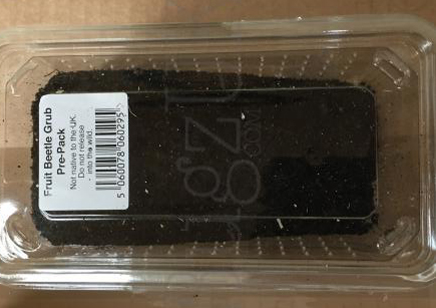 Fruit Beetle Grub
Pre-Pack
Not native to the UK.
Do not release
into the wild.
5 060078 060295